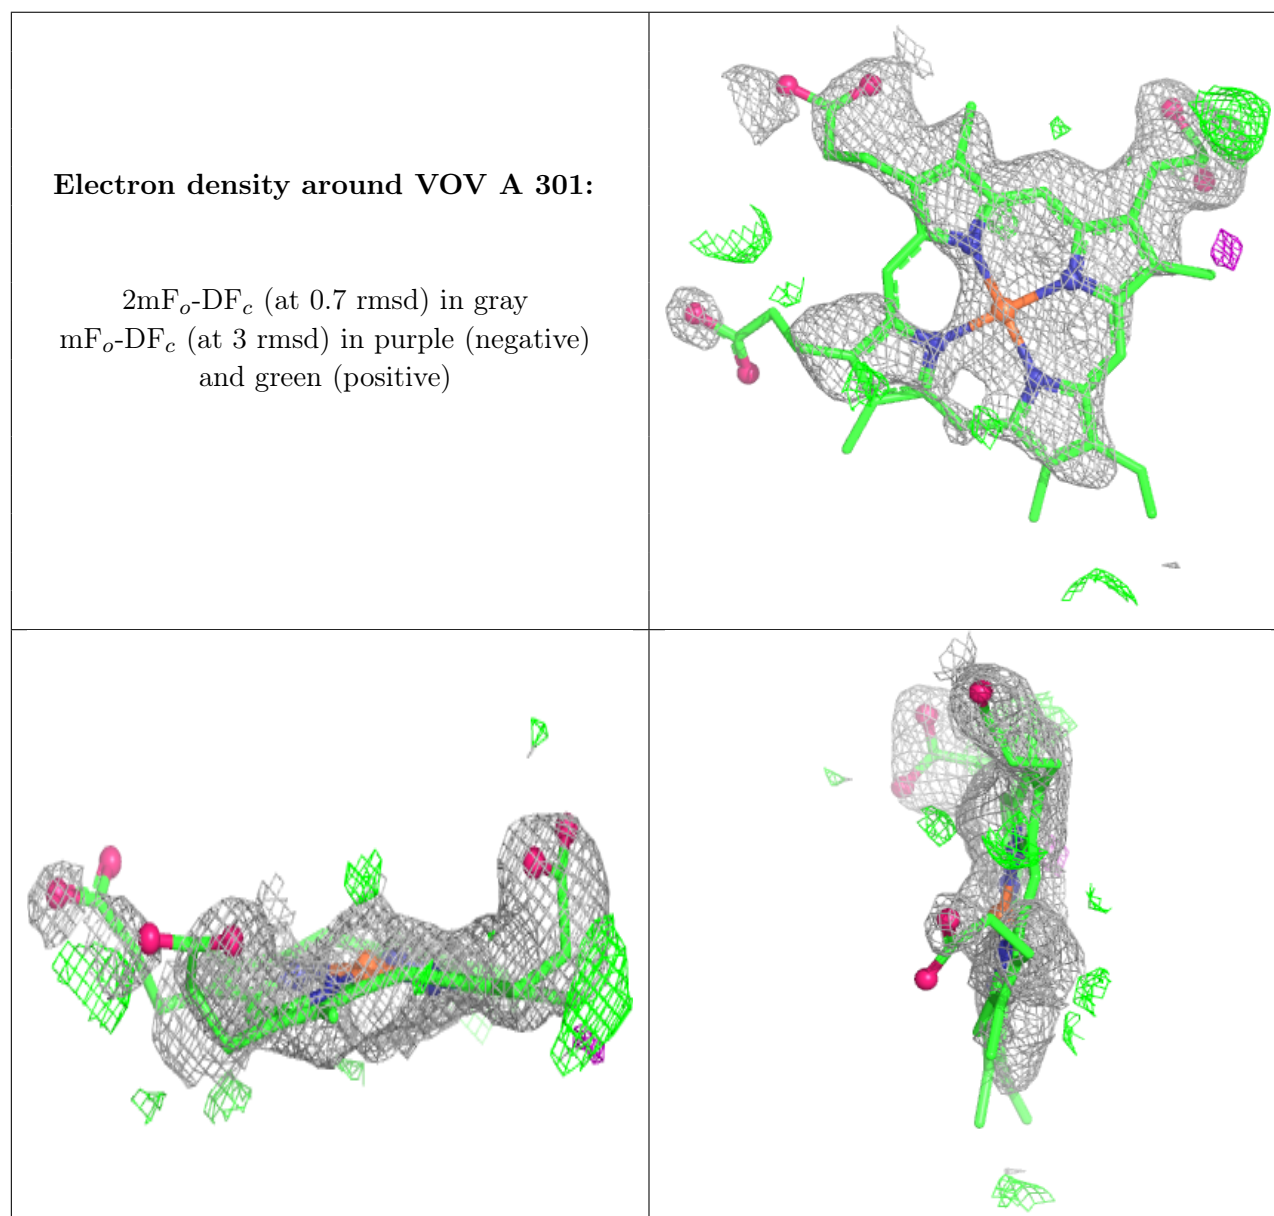 Electron density around VOV A 301:
2mFo-DFc (at 0.7 rmsd) in gray
mFo-DFc (at 3 rmsd) in purple (negative)
and green (positive)